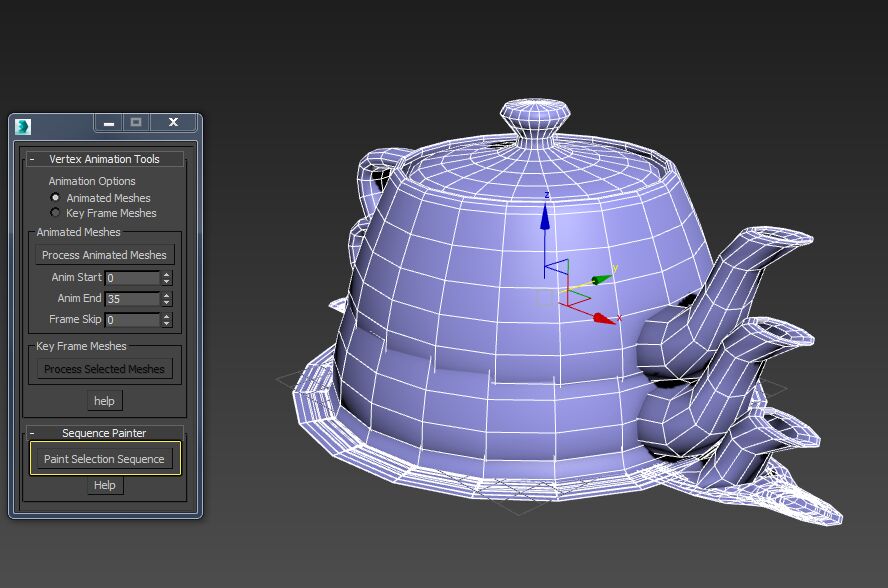 - Vertex Animation Tools
Animation Options
Animated Meshes
Key Frame Meshes
Animated Meshes
Process Animated Meshes
Anim Start 0
Anim End 35
Frame Skip 0
Key Frame Meshes
Process Selected Meshes
help
- Sequence Painter
Paint Selection Sequence
Help
z
y
x